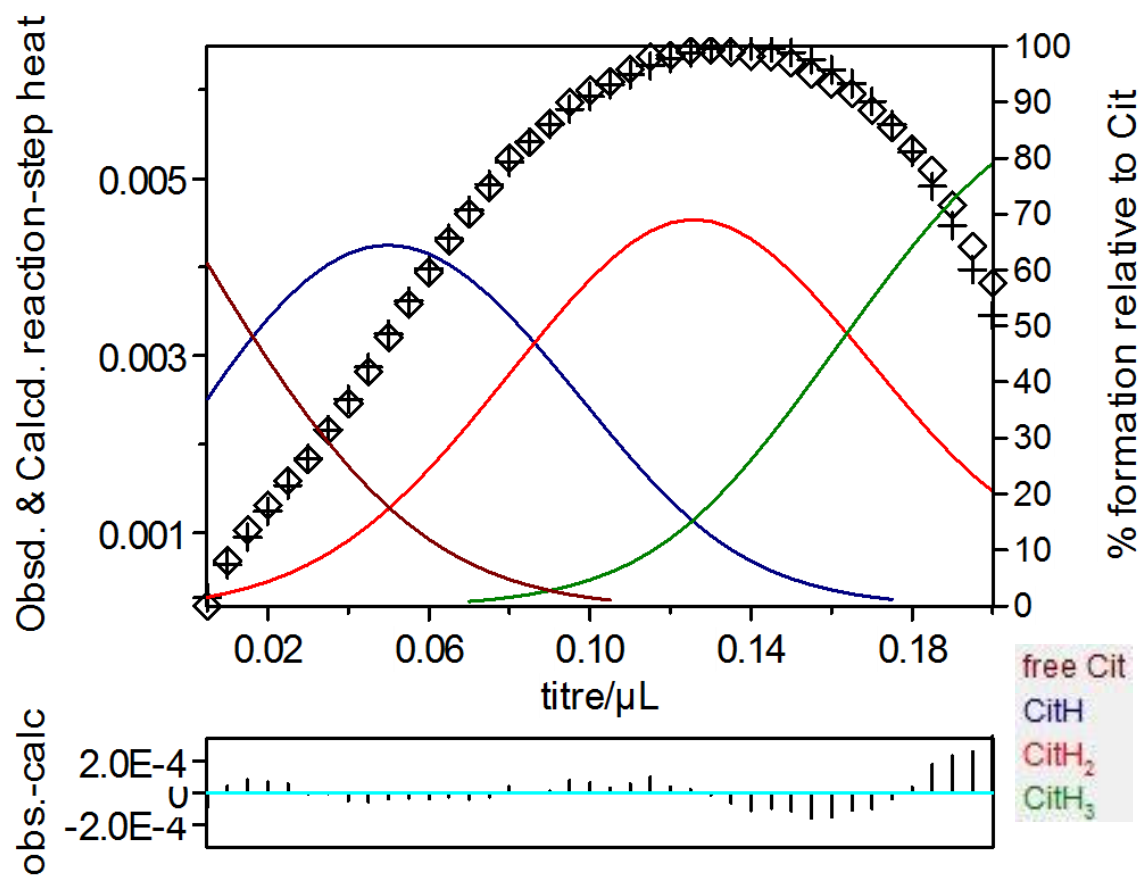 Obsd. & Calcd. reaction-step heat
0.005
0.003
0.001
100
90
80
70
60
50
40
30
20
10
0
% formation relative to Cit
0.02 0.06 0.10 0.14 0.18
titre/µL
free Cit
CitH
CitH₂
CitH₃
obs.-calc
2.0E-4
0
-2.0E-4